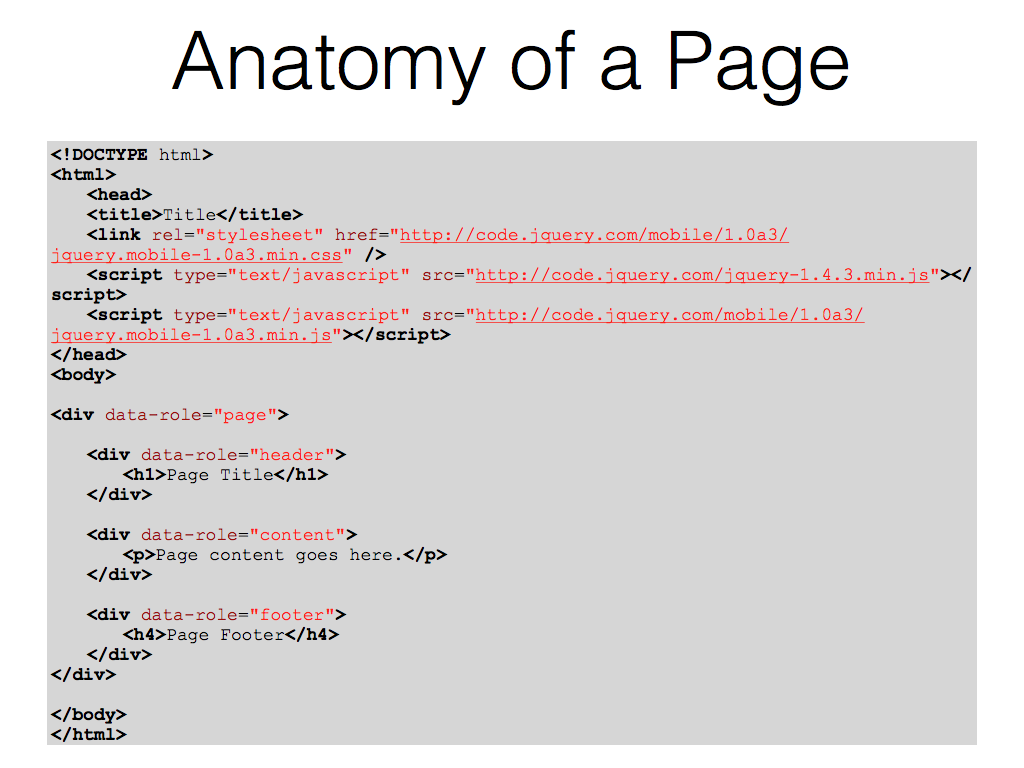 Anatomy of a Page
<!DOCTYPE html>
<html>
<head>
<title>Title</title>
<link rel="stylesheet" href="http://code.jquery.com/mobile/1.0a3/
jquery.mobile-1.0a3.min.css" />
<script type="text/javascript" src="http://code.jquery.com/jquery-1.4.3.min.js"></
script>
<script type="text/javascript" src="http://code.jquery.com/mobile/1.0a3/
jquery.mobile-1.0a3.min.js"></script>
</head>
<body>
<div data-role="page">
<div data-role="header">
<h1>Page Title</h1>
</div>
<div data-role="content">
<p>Page content goes here.</p>
</div>
<div data-role="footer">
<h4>Page Footer</h4>
</div>
</div>
</body>
</html>